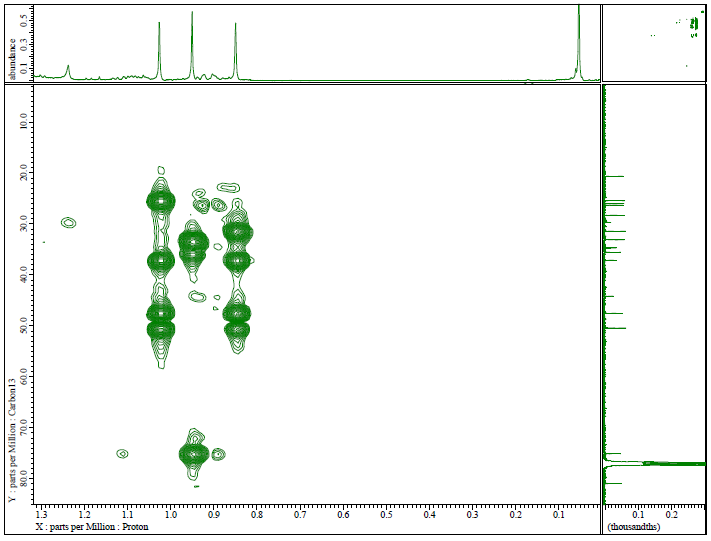 abundance
0.1 0.3 0.5
10.0
20.0
30.0
40.0
50.0
60.0
70.0
80.0
Y : parts per Million : Carbon13
1.3 1.2 1.1 1.0 0.9 0.8 0.7 0.6 0.5 0.4 0.3 0.2 0.1
X : parts per Million : Proton
0.1 0.2
(thousandths)